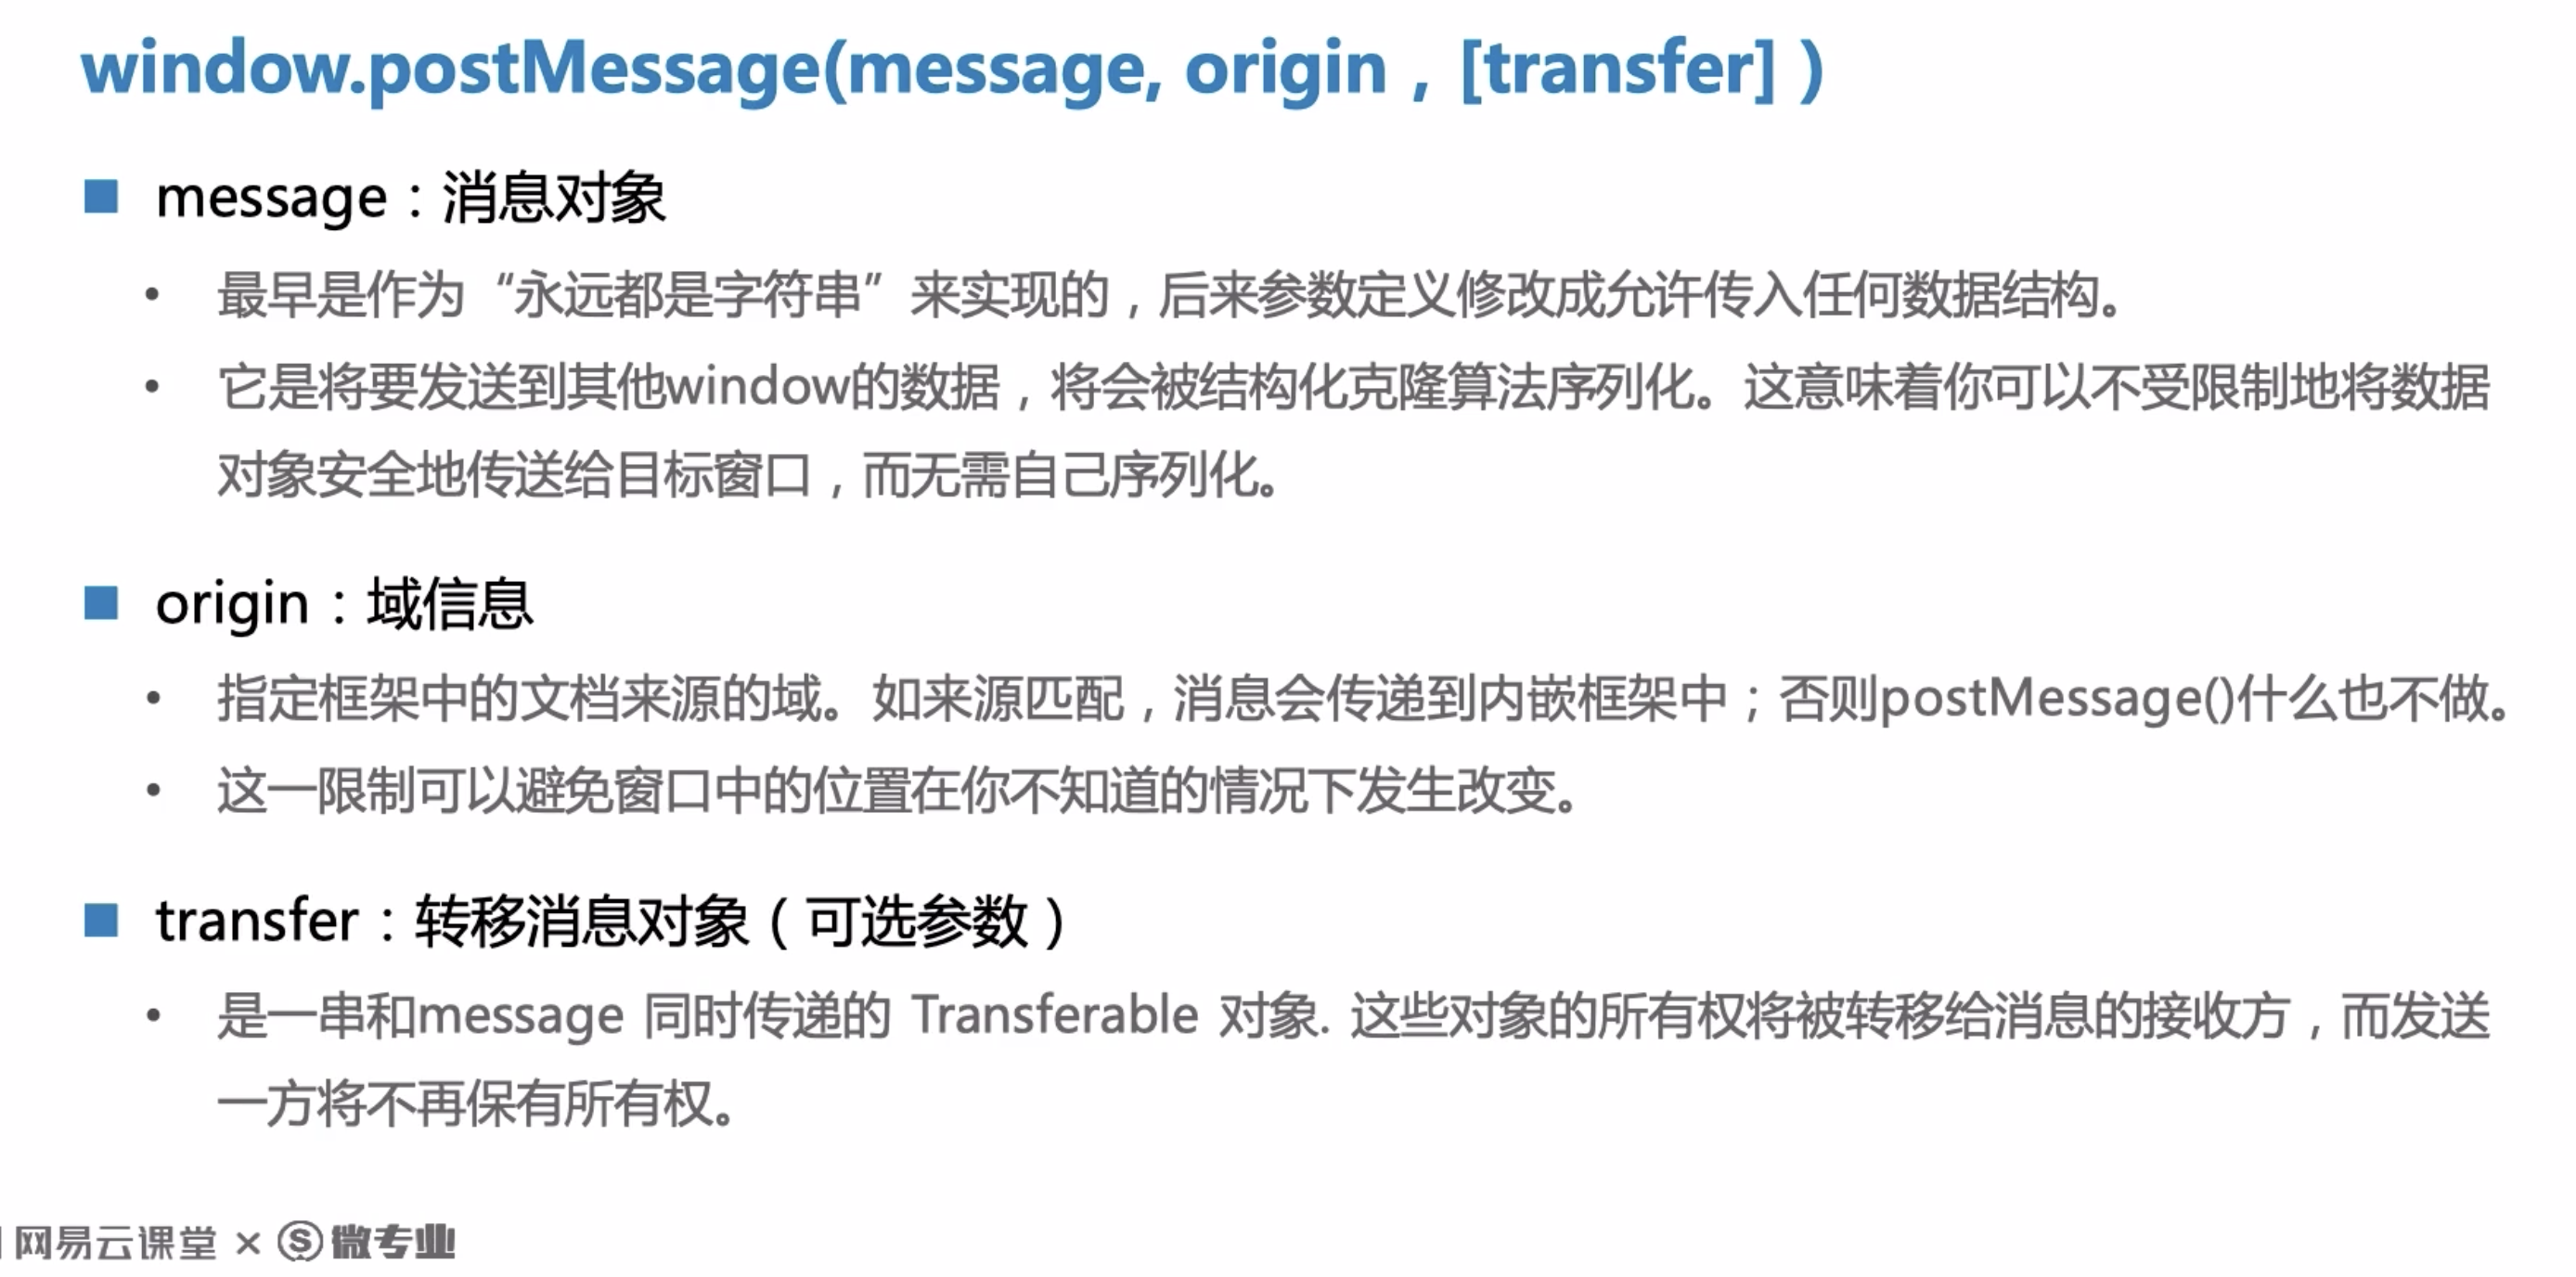 window.postMessage(message, origin , [transfer] )
message：消息对象
• 最早是作为“永远都是字符串”来实现的，后来参数定义修改成允许传入任何数据结构。
• 它是将要发送到其他window的数据，将会被结构化克隆算法序列化。这意味着你可以不受限制地将数据
对象安全地传送给目标窗口，而无需自己序列化。
origin：域信息
• 指定框架中的文档来源的域。如来源匹配，消息会传递到内嵌框架中；否则postMessage()什么也不做。
• 这一限制可以避免窗口中的位置在你不知道的情况下发生改变。
transfer：转移消息对象（可选参数）
• 是一串和message 同时传递的 Transferable 对象. 这些对象的所有权将被转移给消息的接收方，而发送
一方将不再保有所有权。
网易云课堂 × S 微专业